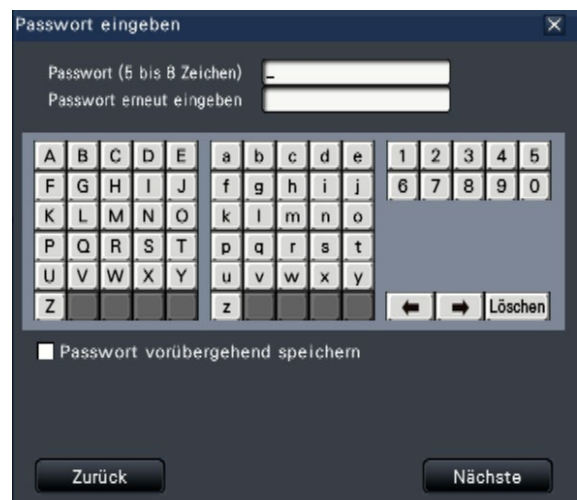 Passwort eingeben
Passwort (5 bis 8 Zeichen)
Passwort erneut eingeben
A B C D E a b c d e 1 2 3 4 5
F G H I J f g h i j 6 7 8 9 0
K L M N O k l m n o
P Q R S T p q r s t
U V W X Y u v w x y
Z z ← → Löschen
Passwort vorübergehend speichern
Zurück Nächste